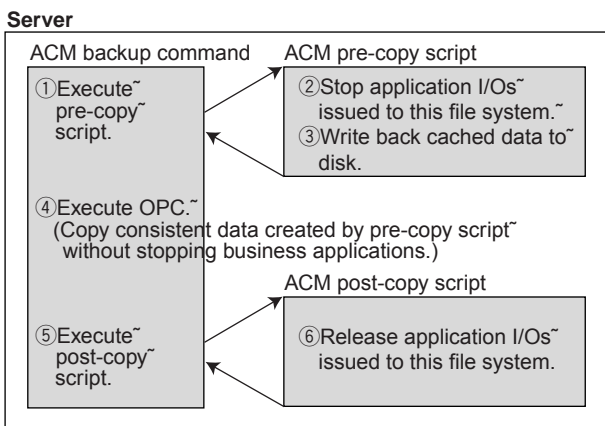 Server
ACM backup command
ACM pre-copy script
①Execute˜
pre-copy˜
script.
②Stop application I/Os˜
issued to this file system.˜
③Write back cached data to˜
disk.
④Execute OPC.˜
(Copy consistent data created by pre-copy script˜
without stopping business applications.)
ACM post-copy script
⑤Execute˜
post-copy˜
script.
⑥Release application I/Os˜
issued to this file system.